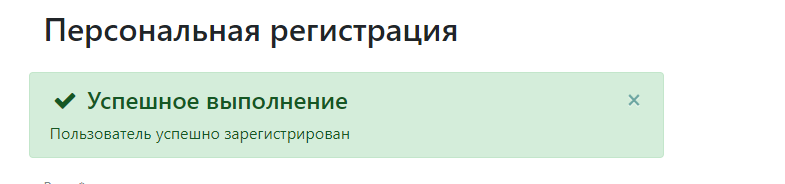 Персональная регистрация
Успешное выполнение
Пользователь успешно зарегистрирован